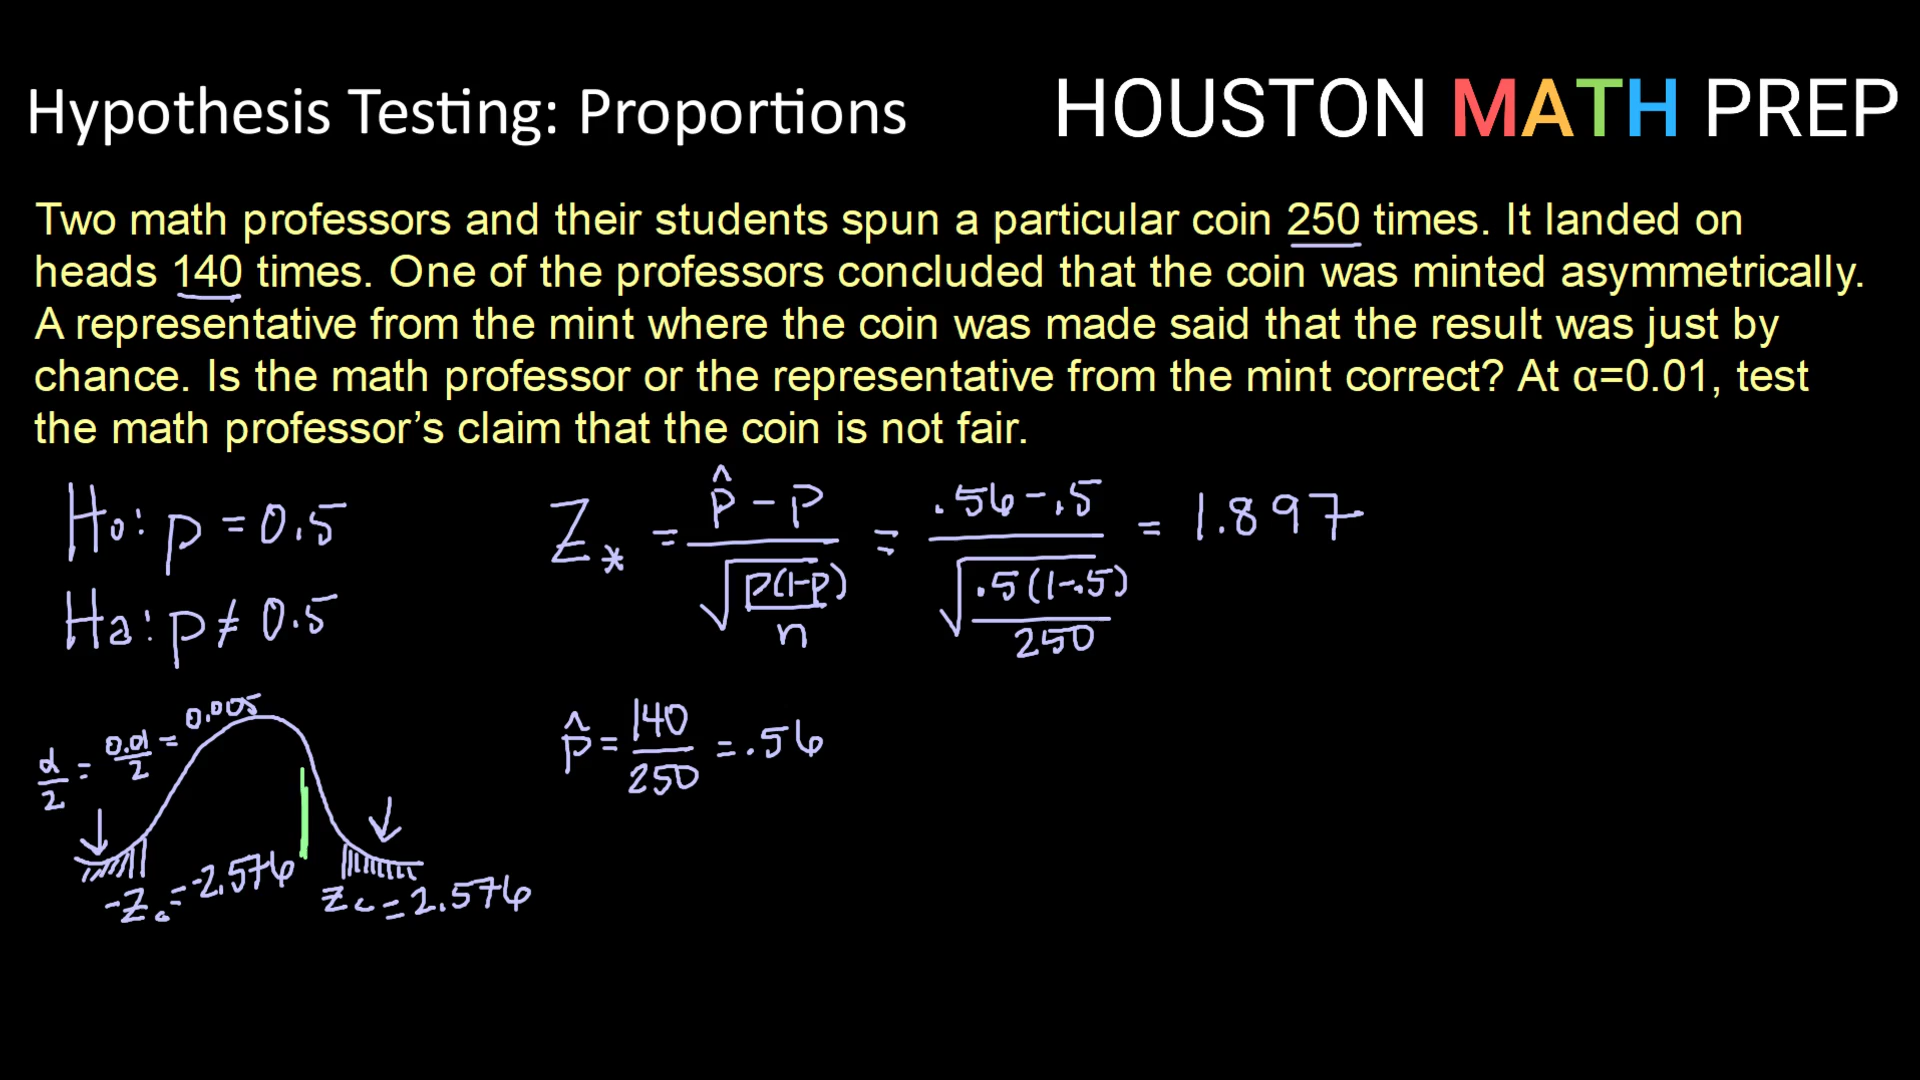 Hypothesis Testing: Proportions
HOUSTON MATH PREP
Two math professors and their students spun a particular coin 250 times. It landed on
heads 140 times. One of the professors concluded that the coin was minted asymmetrically.
A representative from the mint where the coin was made said that the result was just by
chance. Is the math professor or the representative from the mint correct? At α=0.01, test
the math professor’s claim that the coin is not fair.
H₀: p = 0.5
Ha: p ≠ 0.5
Z* = (p̂ − p) / √(p(1−p)/n) = (.56 − .5) / √(.5(1−.5)/250) = 1.897
α/2 = 0.01/2 = 0.005
-Zc = -2.576
Zc = 2.576
p̂ = 140/250 = .56